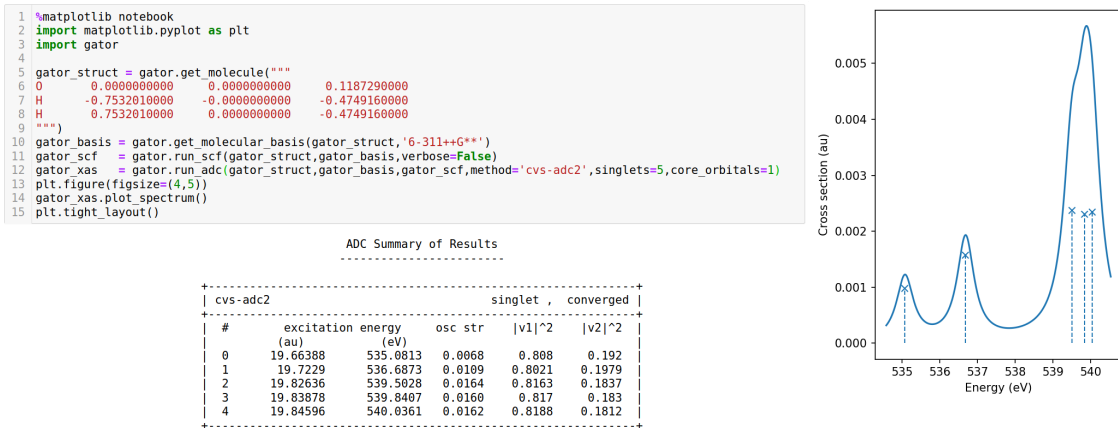 1 %matplotlib notebook
2 import matplotlib.pyplot as plt
3 import gator
4
5 gator_struct = gator.get_molecule("""
6 O 0.0000000000 0.0000000000 0.1187290000
7 H -0.7532010000 -0.0000000000 -0.4749160000
8 H 0.7532010000 0.0000000000 -0.4749160000
9 """)
10 gator_basis = gator.get_molecular_basis(gator_struct,'6-311++G**')
11 gator_scf = gator.run_scf(gator_struct,gator_basis,verbose=False)
12 gator_xas = gator.run_adc(gator_struct,gator_basis,gator_scf,method='cvs-adc2',singlets=5,core_orbitals=1)
13 plt.figure(figsize=(4,5))
14 gator_xas.plot_spectrum()
15 plt.tight_layout()
ADC Summary of Results
-----------------------
+-----------------------------------------------------------------+
| cvs-adc2 singlet , converged |
+-----------------------------------------------------------------+
| # excitation energy osc str |v1|^2 |v2|^2 |
| (au) (eV) |
| 0 19.66388 535.0813 0.0068 0.808 0.192 |
| 1 19.7229 536.6873 0.0109 0.8021 0.1979 |
| 2 19.82636 539.5028 0.0164 0.8163 0.1837 |
| 3 19.83878 539.8407 0.0160 0.817 0.183 |
| 4 19.84596 540.0361 0.0162 0.8188 0.1812 |
+-----------------------------------------------------------------+
Cross section (au)
0.005
0.004
0.003
0.002
0.001
0.000
535 536 537 538 539 540
Energy (eV)